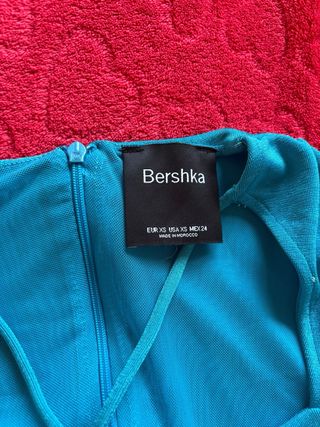 Bershka
EUR XS USA XS MEX 24
MADE IN MOROCCO